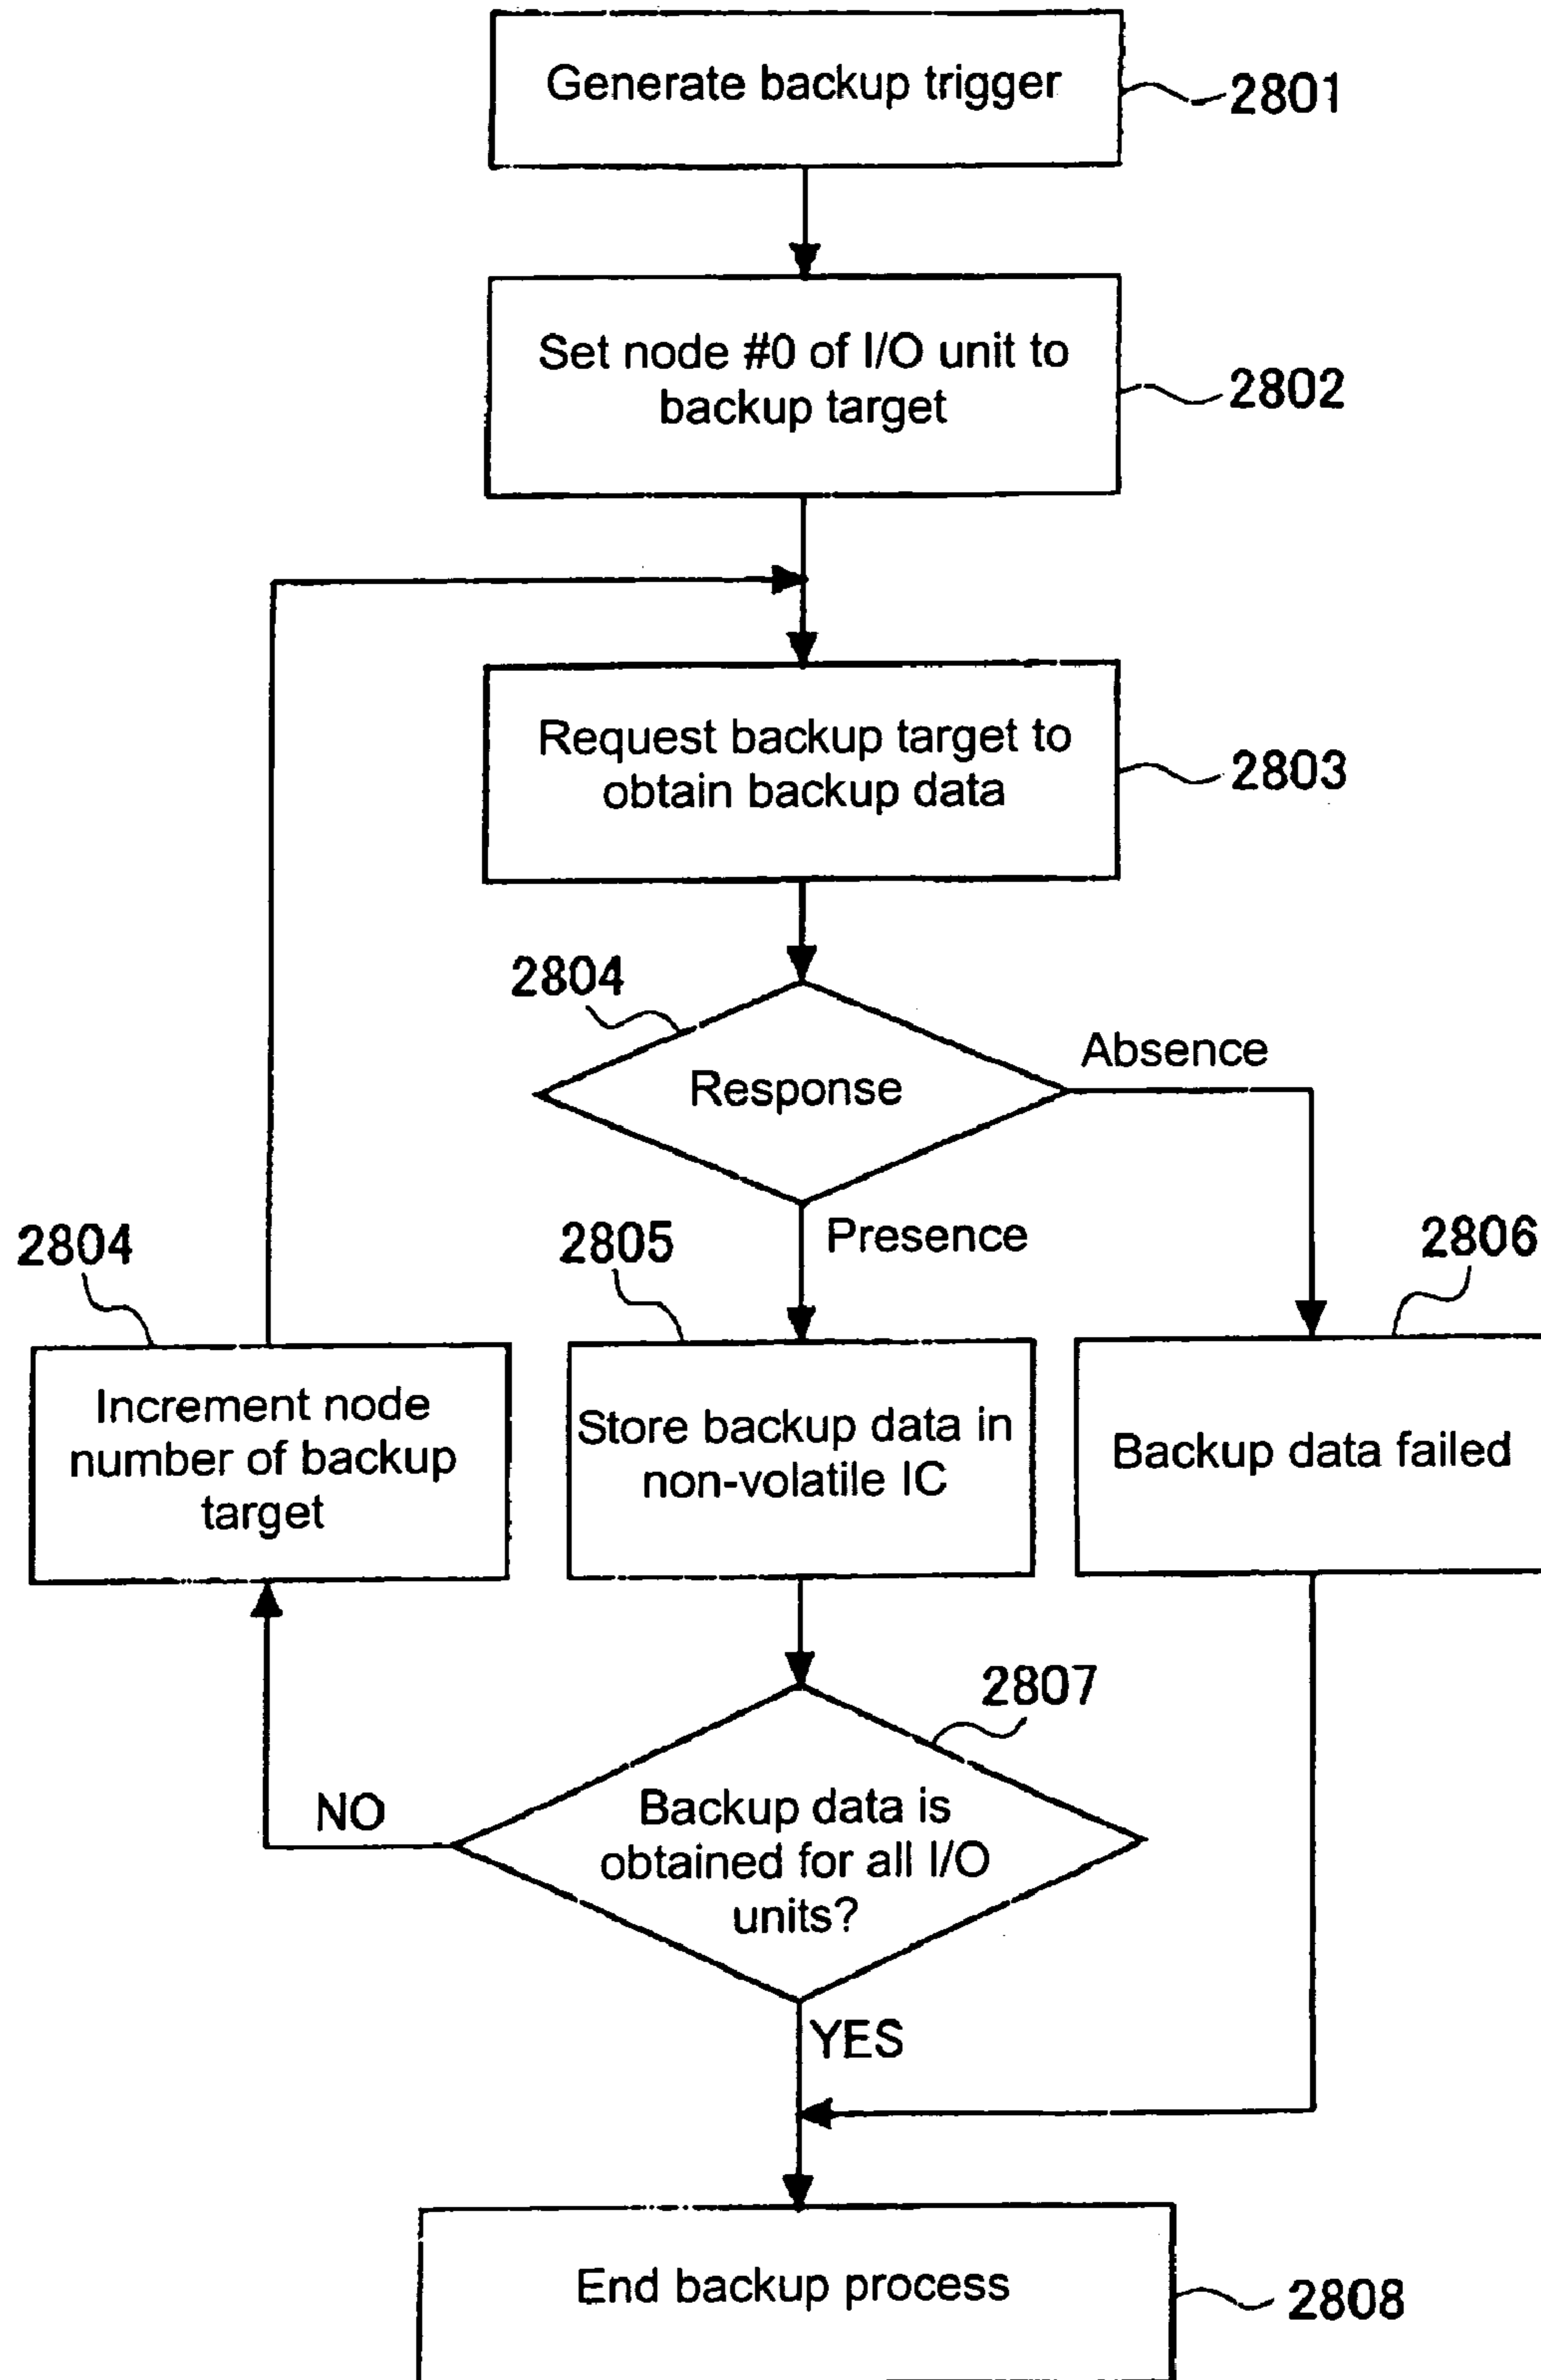 Generate backup trigger
2801
Set node #0 of I/O unit to
backup target
2802
Request backup target to
obtain backup data
2803
2804
Response
Absence
Presence
2804
2805
2806
Increment node
number of backup
target
Store backup data in
non-volatile IC
Backup data failed
2807
Backup data is
obtained for all I/O
units?
NO
YES
End backup process
2808